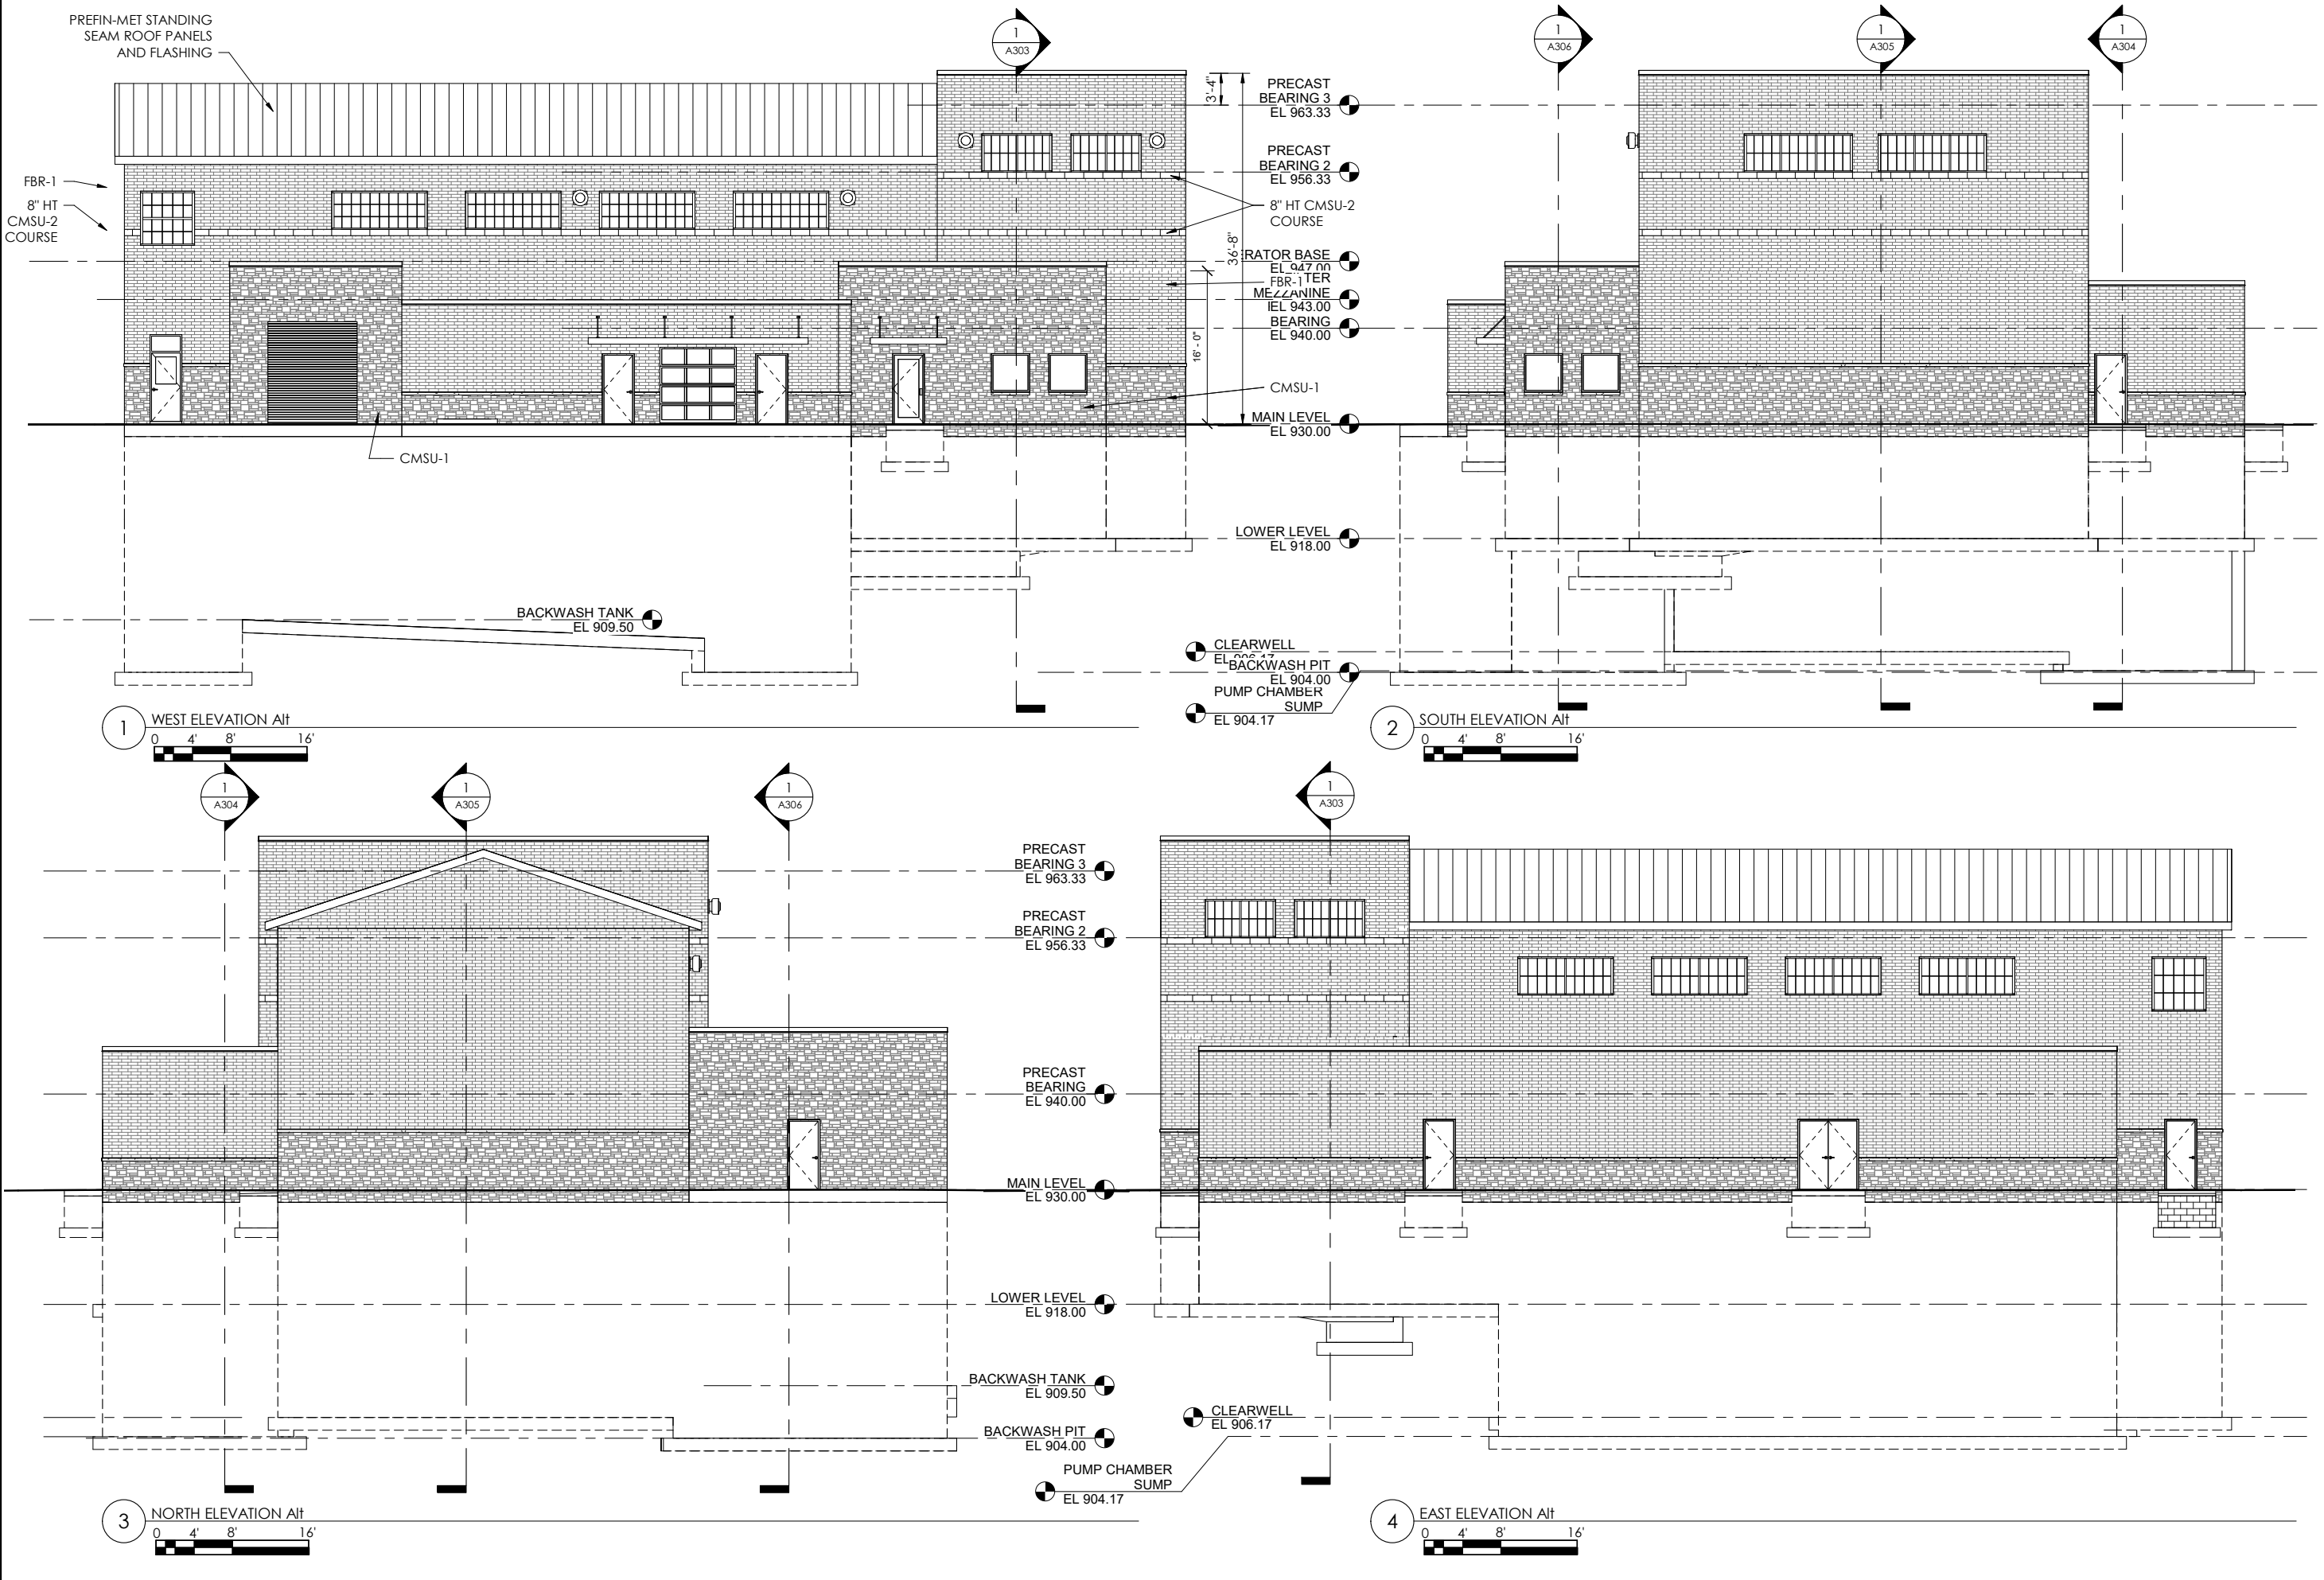 PREFIN-MET STANDING
SEAM ROOF PANELS
AND FLASHING
FBR-1
8" HT
CMSU-2
COURSE
CMSU-1
1
A303
3'-4"
36'-8"
16' - 0"
PRECAST
BEARING 3
EL 963.33
PRECAST
BEARING 2
EL 956.33
8" HT CMSU-2
COURSE
RATOR BASE
EL 947.00
FBR-1
TER
MEZZANINE
EL 943.00
BEARING
EL 940.00
CMSU-1
MAIN LEVEL
EL 930.00
LOWER LEVEL
EL 918.00
BACKWASH TANK
EL 909.50
CLEARWELL
BACKWASH PIT
EL 904.00
PUMP CHAMBER
SUMP
EL 904.17
1
WEST ELEVATION Alt
0 4' 8' 16'
1
A306
1
A305
1
A304
2
SOUTH ELEVATION Alt
0 4' 8' 16'
1
A304
1
A305
1
A306
PRECAST
BEARING 3
EL 963.33
PRECAST
BEARING 2
EL 956.33
PRECAST
BEARING
EL 940.00
MAIN LEVEL
EL 930.00
LOWER LEVEL
EL 918.00
BACKWASH TANK
EL 909.50
BACKWASH PIT
EL 904.00
PUMP CHAMBER
SUMP
EL 904.17
3
NORTH ELEVATION Alt
0 4' 8' 16'
1
A303
CLEARWELL
EL 906.17
4
EAST ELEVATION Alt
0 4' 8' 16'